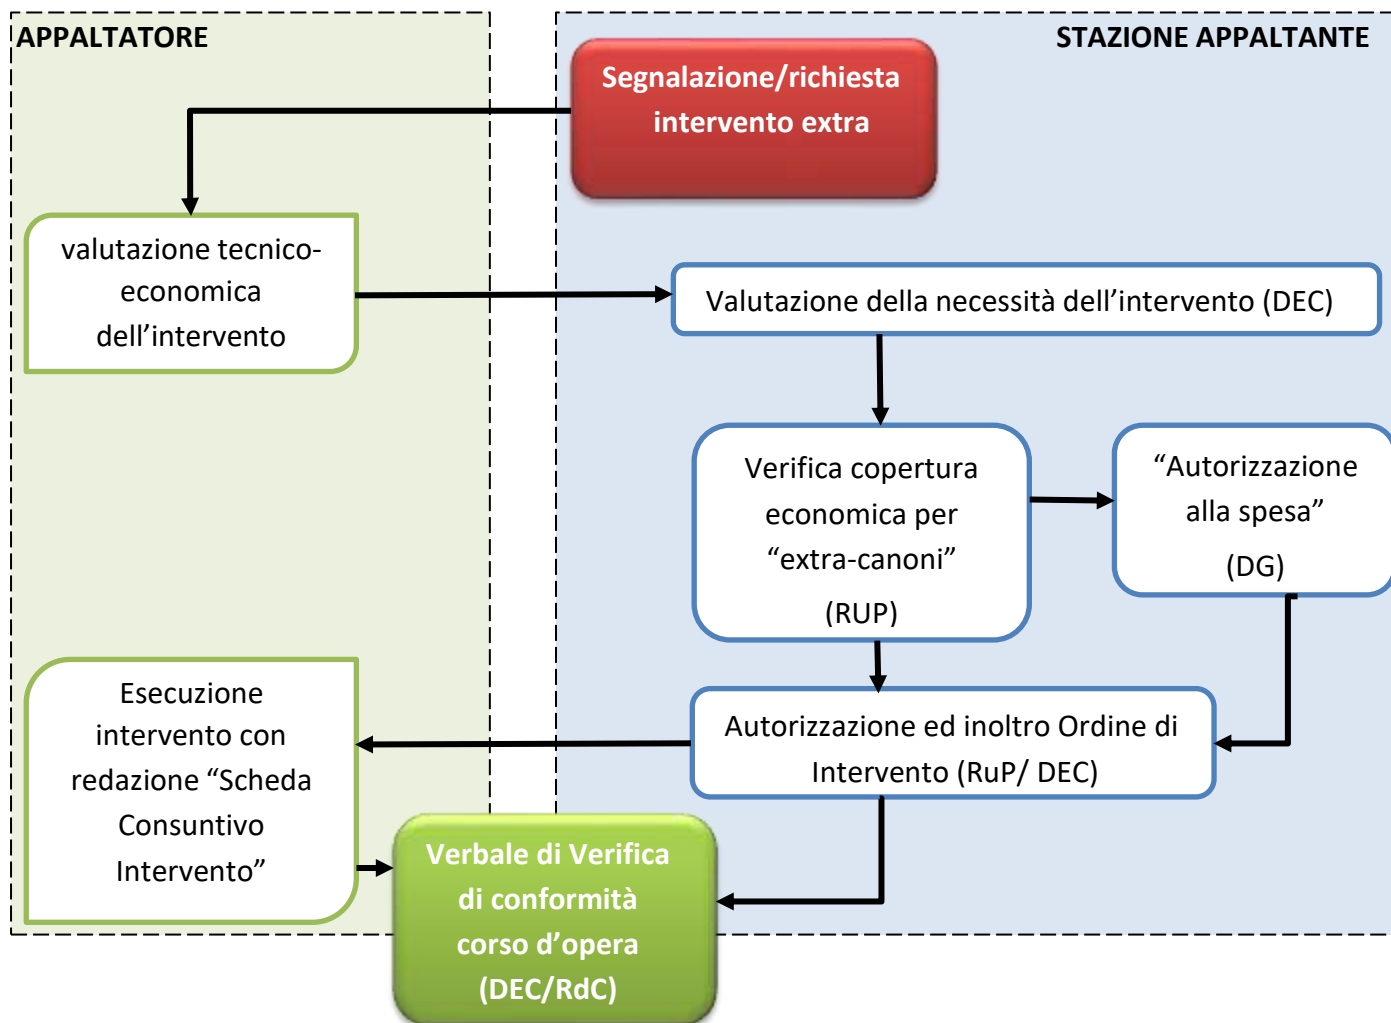 APPALTATORE
STAZIONE APPALTANTE
Segnalazione/richiesta
intervento extra
valutazione tecnico-
economica
dell’intervento
Valutazione della necessità dell’intervento (DEC)
Verifica copertura
economica per
“extra-canoni”
(RUP)
“Autorizzazione
alla spesa”
(DG)
Autorizzazione ed inoltro Ordine di
Intervento (RuP/ DEC)
Esecuzione
intervento con
redazione “Scheda
Consuntivo
Intervento”
Verbale di Verifica
di conformità
corso d’opera
(DEC/RdC)